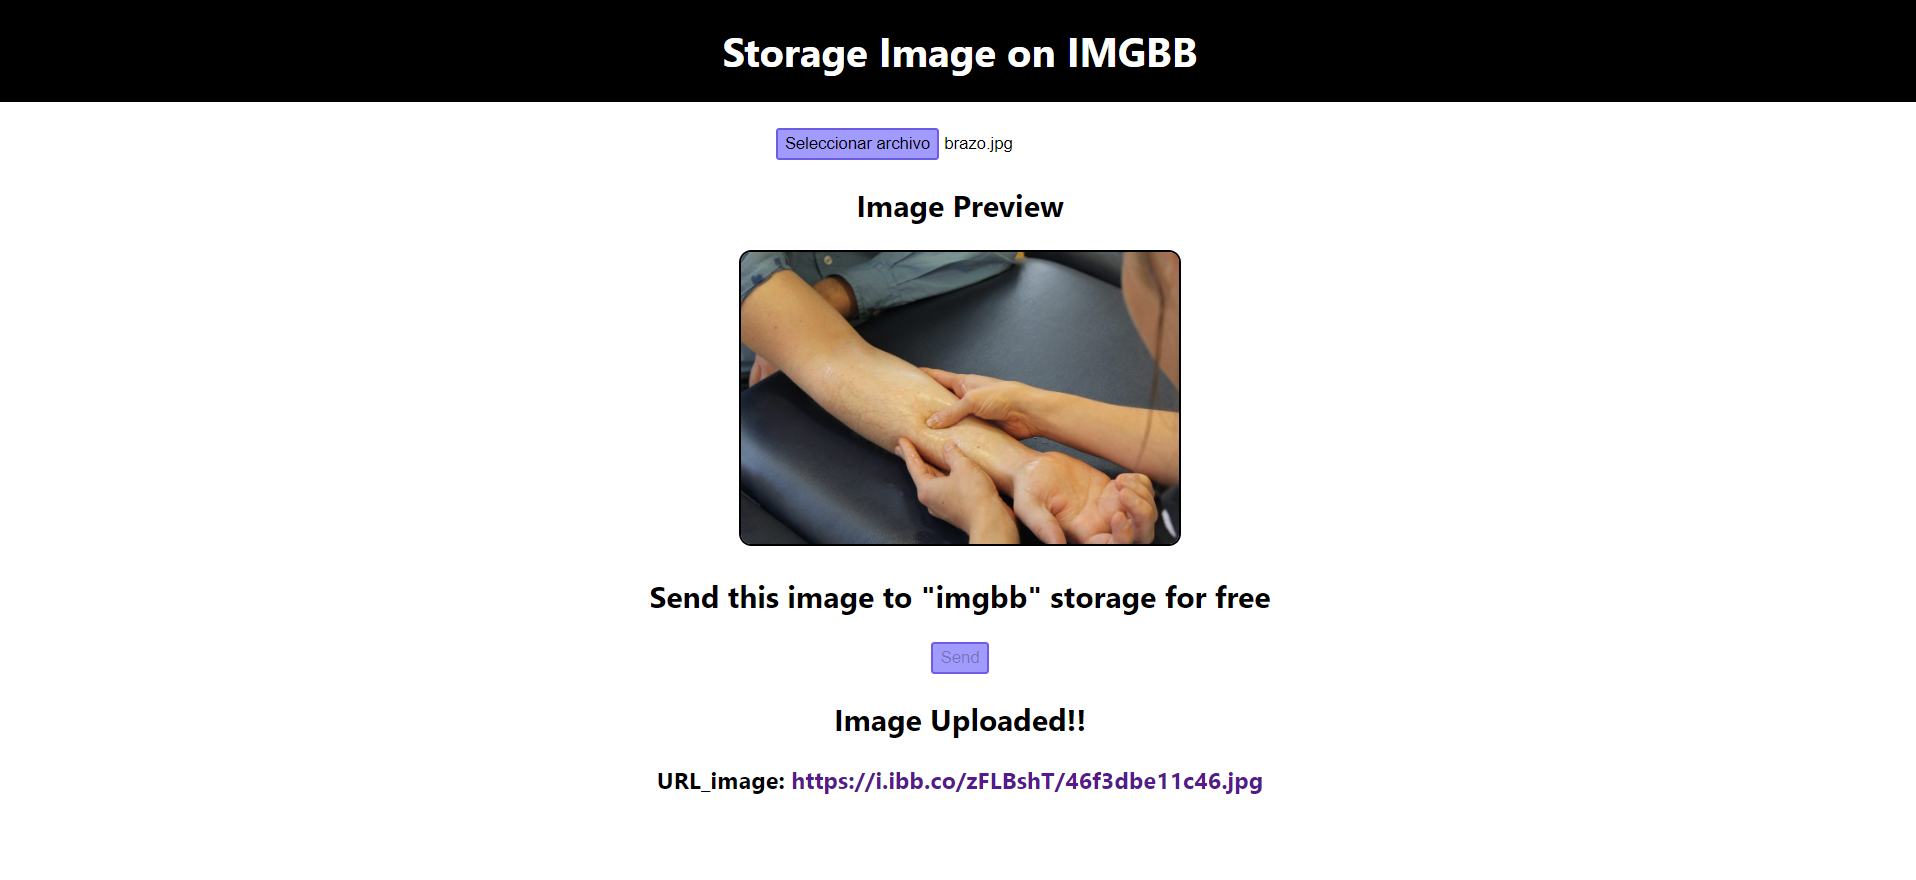 Storage Image on IMGBB
Seleccionar archivo brazo.jpg
Image Preview
Send this image to "imgbb" storage for free
Send
Image Uploaded!!
URL_image: https://i.ibb.co/zFLBshT/46f3dbe11c46.jpg